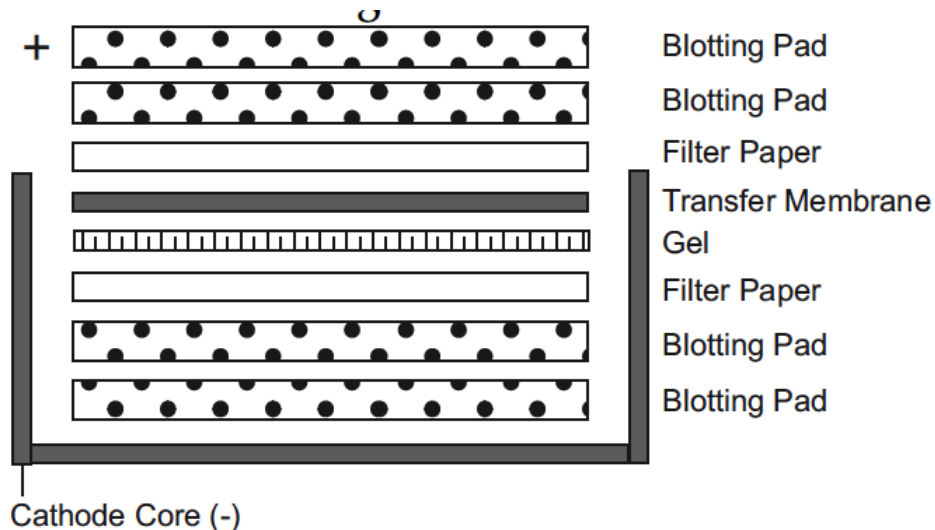 + Blotting Pad
Blotting Pad
Filter Paper
Transfer Membrane
Gel
Filter Paper
Blotting Pad
Blotting Pad
Cathode Core (-)